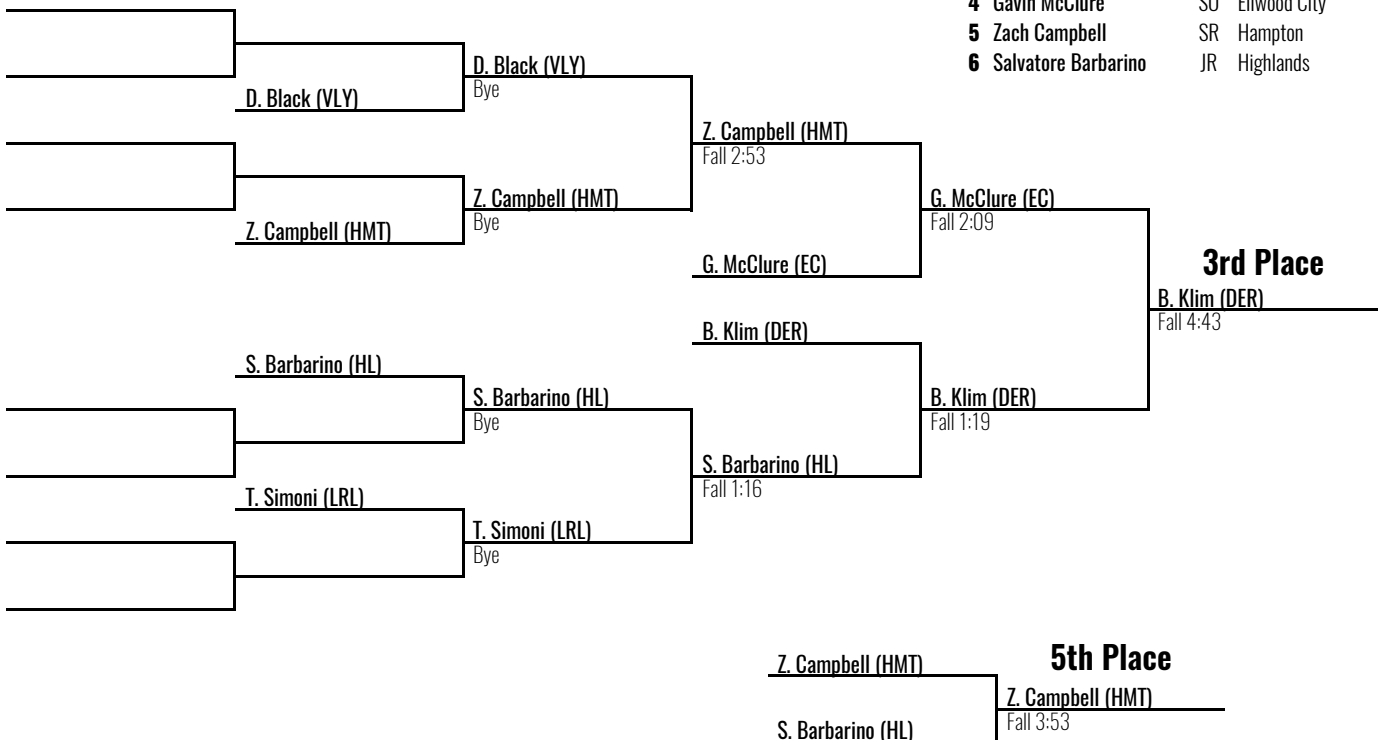 4 Gavin McClure SO Ellwood City
5 Zach Campbell SR Hampton
6 Salvatore Barbarino JR Highlands
D. Black (VLY)
D. Black (VLY)
Bye
Z. Campbell (HMT)
Fall 2:53
Z. Campbell (HMT)
Z. Campbell (HMT)
Bye
G. McClure (EC)
G. McClure (EC)
Fall 2:09
3rd Place
B. Klim (DER)
Fall 4:43
B. Klim (DER)
S. Barbarino (HL)
S. Barbarino (HL)
Bye
B. Klim (DER)
Fall 1:19
S. Barbarino (HL)
Fall 1:16
T. Simoni (LRL)
T. Simoni (LRL)
Bye
5th Place
Z. Campbell (HMT)
Z. Campbell (HMT)
Fall 3:53
S. Barbarino (HL)